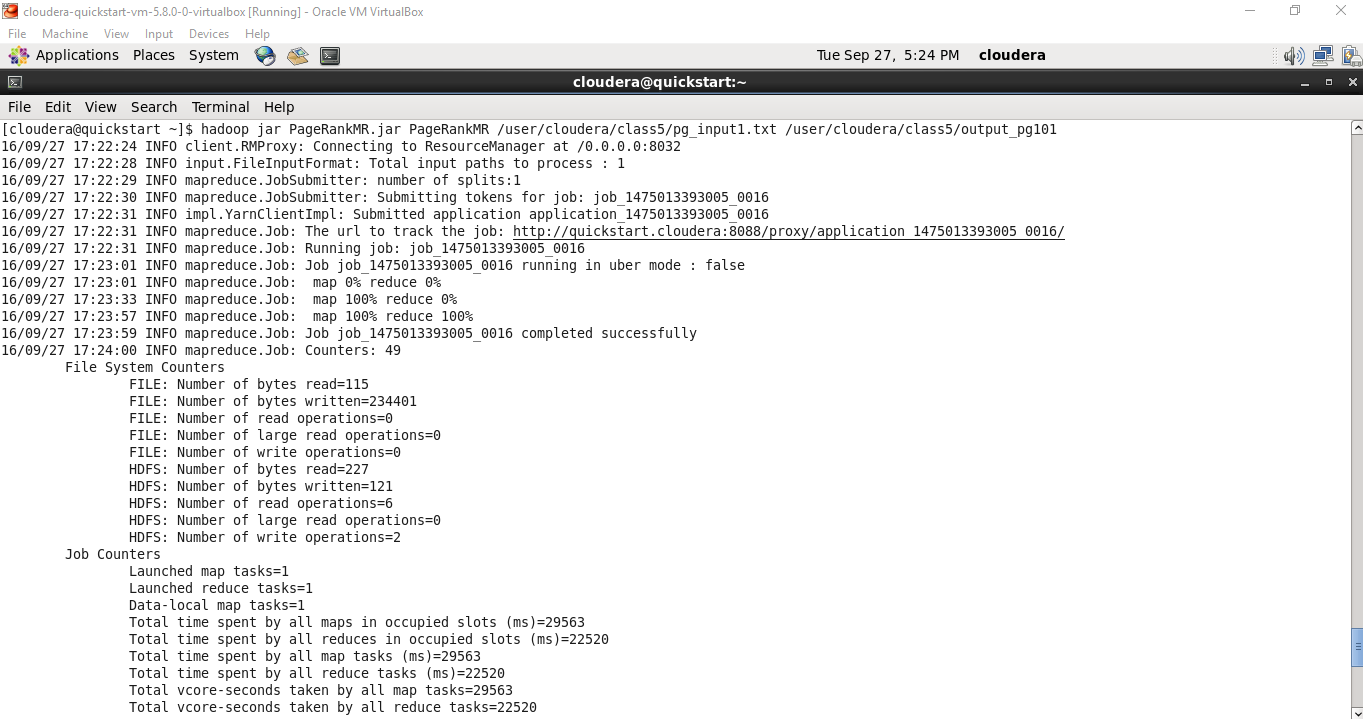 cloudera-quickstart-vm-5.8.0-0-virtualbox [Running] - Oracle VM VirtualBox
File Machine View Input Devices Help
Applications Places System Tue Sep 27, 5:24 PM cloudera
cloudera@quickstart:~
File Edit View Search Terminal Help
[cloudera@quickstart ~]$ hadoop jar PageRankMR.jar PageRankMR /user/cloudera/class5/pg_input1.txt /user/cloudera/class5/output_pg101
16/09/27 17:22:24 INFO client.RMProxy: Connecting to ResourceManager at /0.0.0.0:8032
16/09/27 17:22:28 INFO input.FileInputFormat: Total input paths to process : 1
16/09/27 17:22:29 INFO mapreduce.JobSubmitter: number of splits:1
16/09/27 17:22:30 INFO mapreduce.JobSubmitter: Submitting tokens for job: job_1475013393005_0016
16/09/27 17:22:31 INFO impl.YarnClientImpl: Submitted application application_1475013393005_0016
16/09/27 17:22:31 INFO mapreduce.Job: The url to track the job: http://quickstart.cloudera:8088/proxy/application_1475013393005_0016/
16/09/27 17:22:31 INFO mapreduce.Job: Running job: job_1475013393005_0016
16/09/27 17:23:01 INFO mapreduce.Job: Job job_1475013393005_0016 running in uber mode : false
16/09/27 17:23:01 INFO mapreduce.Job:  map 0% reduce 0%
16/09/27 17:23:33 INFO mapreduce.Job:  map 100% reduce 0%
16/09/27 17:23:57 INFO mapreduce.Job:  map 100% reduce 100%
16/09/27 17:23:59 INFO mapreduce.Job: Job job_1475013393005_0016 completed successfully
16/09/27 17:24:00 INFO mapreduce.Job: Counters: 49
File System Counters
FILE: Number of bytes read=115
FILE: Number of bytes written=234401
FILE: Number of read operations=0
FILE: Number of large read operations=0
FILE: Number of write operations=0
HDFS: Number of bytes read=227
HDFS: Number of bytes written=121
HDFS: Number of read operations=6
HDFS: Number of large read operations=0
HDFS: Number of write operations=2
Job Counters
Launched map tasks=1
Launched reduce tasks=1
Data-local map tasks=1
Total time spent by all maps in occupied slots (ms)=29563
Total time spent by all reduces in occupied slots (ms)=22520
Total time spent by all map tasks (ms)=29563
Total time spent by all reduce tasks (ms)=22520
Total vcore-seconds taken by all map tasks=29563
Total vcore-seconds taken by all reduce tasks=22520